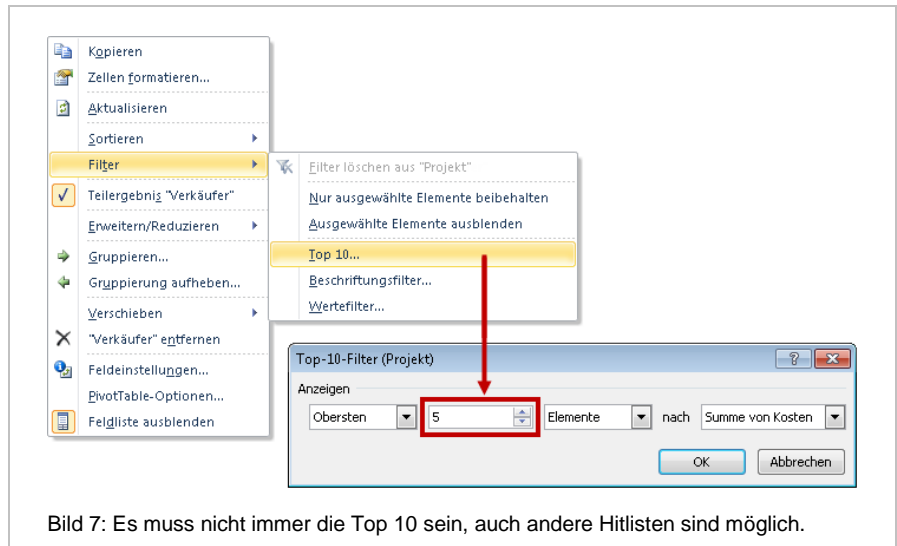 Kopieren
Zellen formatieren...
Aktualisieren
Sortieren
Filter
Teilergebnis "Verkäufer"
Erweitern/Reduzieren
Gruppieren...
Gruppierung aufheben...
Verschieben
"Verkäufer" entfernen
Feldeinstellungen...
PivotTable-Optionen...
Feldliste ausblenden
Filter löschen aus "Projekt"
Nur ausgewählte Elemente beibehalten
Ausgewählte Elemente ausblenden
Top 10...
Beschriftungsfilter...
Wertefilter...
Top-10-Filter (Projekt)
Anzeigen
Obersten 5 Elemente nach Summe von Kosten
OK Abbrechen
Bild 7: Es muss nicht immer die Top 10 sein, auch andere Hitlisten sind möglich.